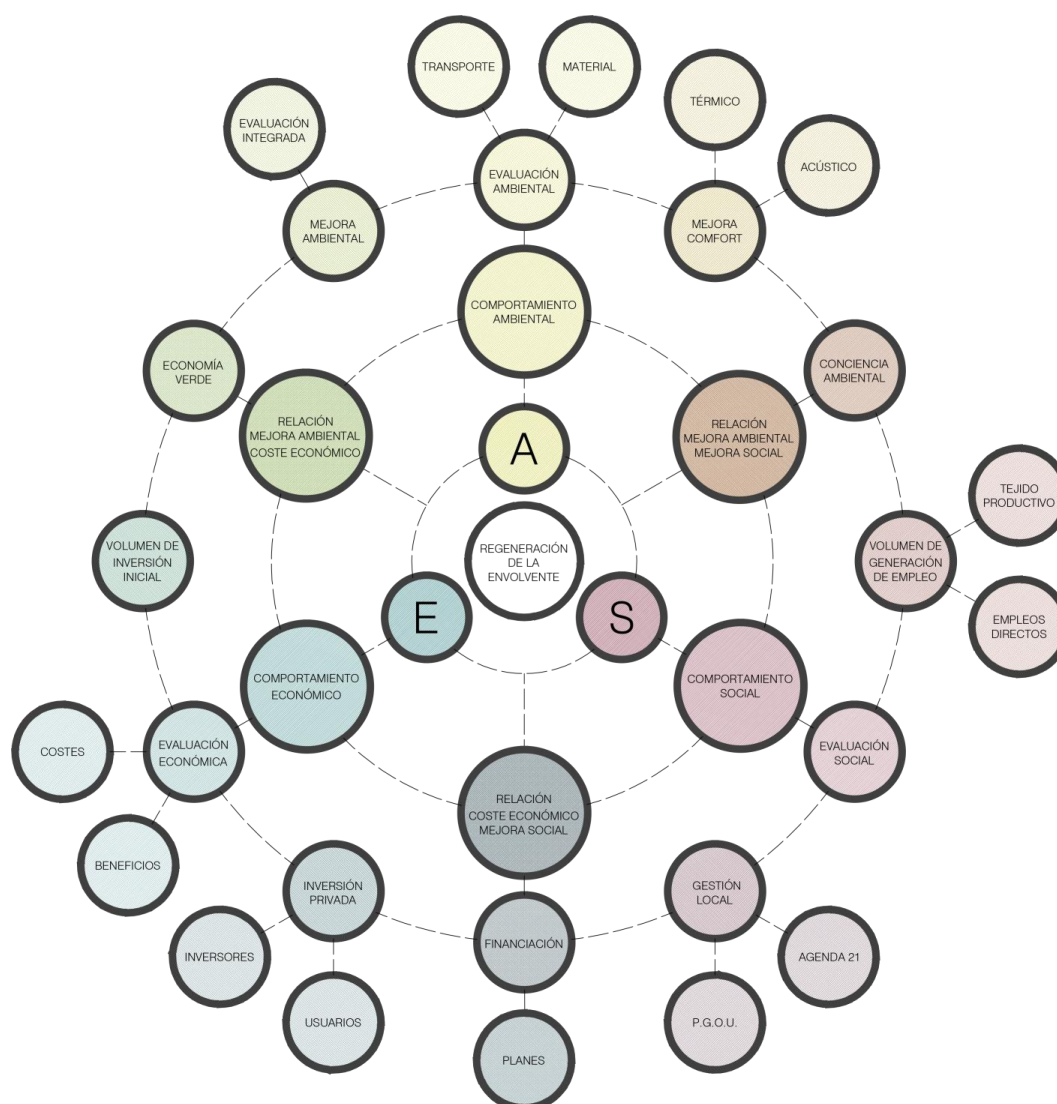 TRANSPORTE
MATERIAL
TÉRMICO
EVALUACIÓN
INTEGRADA
ACÚSTICO
EVALUACIÓN
AMBIENTAL
MEJORA
AMBIENTAL
MEJORA
COMFORT
COMPORTAMIENTO
AMBIENTAL
ECONOMÍA
VERDE
CONCIENCIA
AMBIENTAL
RELACIÓN
MEJORA AMBIENTAL
COSTE ECONÓMICO
A
RELACIÓN
MEJORA AMBIENTAL
MEJORA SOCIAL
TEJIDO
PRODUCTIVO
VOLUMEN DE
INVERSIÓN
INICIAL
REGENERACIÓN
DE LA
ENVOLVENTE
VOLUMEN DE
GENERACIÓN
DE EMPLEO
E
S
EMPLEOS
DIRECTOS
COMPORTAMIENTO
ECONÓMICO
COMPORTAMIENTO
SOCIAL
COSTES
EVALUACIÓN
ECONÓMICA
EVALUACIÓN
SOCIAL
RELACIÓN
COSTE ECONÓMICO
MEJORA SOCIAL
BENEFICIOS
INVERSIÓN
PRIVADA
GESTIÓN
LOCAL
FINANCIACIÓN
INVERSORES
AGENDA 21
USUARIOS
P.G.O.U.
PLANES